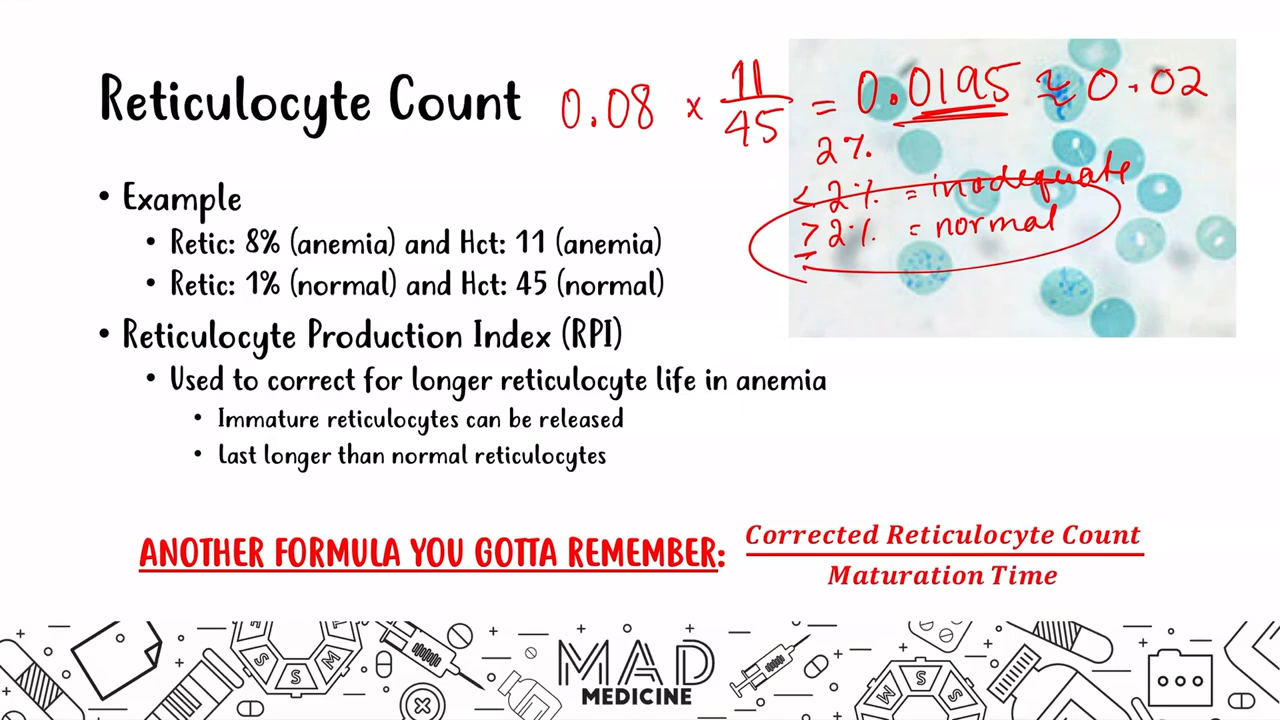 Reticulocyte Count
0.08 × 11/45 = 0.0195 ≈ 0.02
2%
< 2% = inadequate
≥ 2% = normal
• Example
• Retic: 8% (anemia) and Hct: 11 (anemia)
• Retic: 1% (normal) and Hct: 45 (normal)
• Reticulocyte Production Index (RPI)
• Used to correct for longer reticulocyte life in anemia
• Immature reticulocytes can be released
• Last longer than normal reticulocytes
ANOTHER FORMULA YOU GOTTA REMEMBER: Corrected Reticulocyte Count
Maturation Time
S S S M
MAD
MEDICINE
M S S